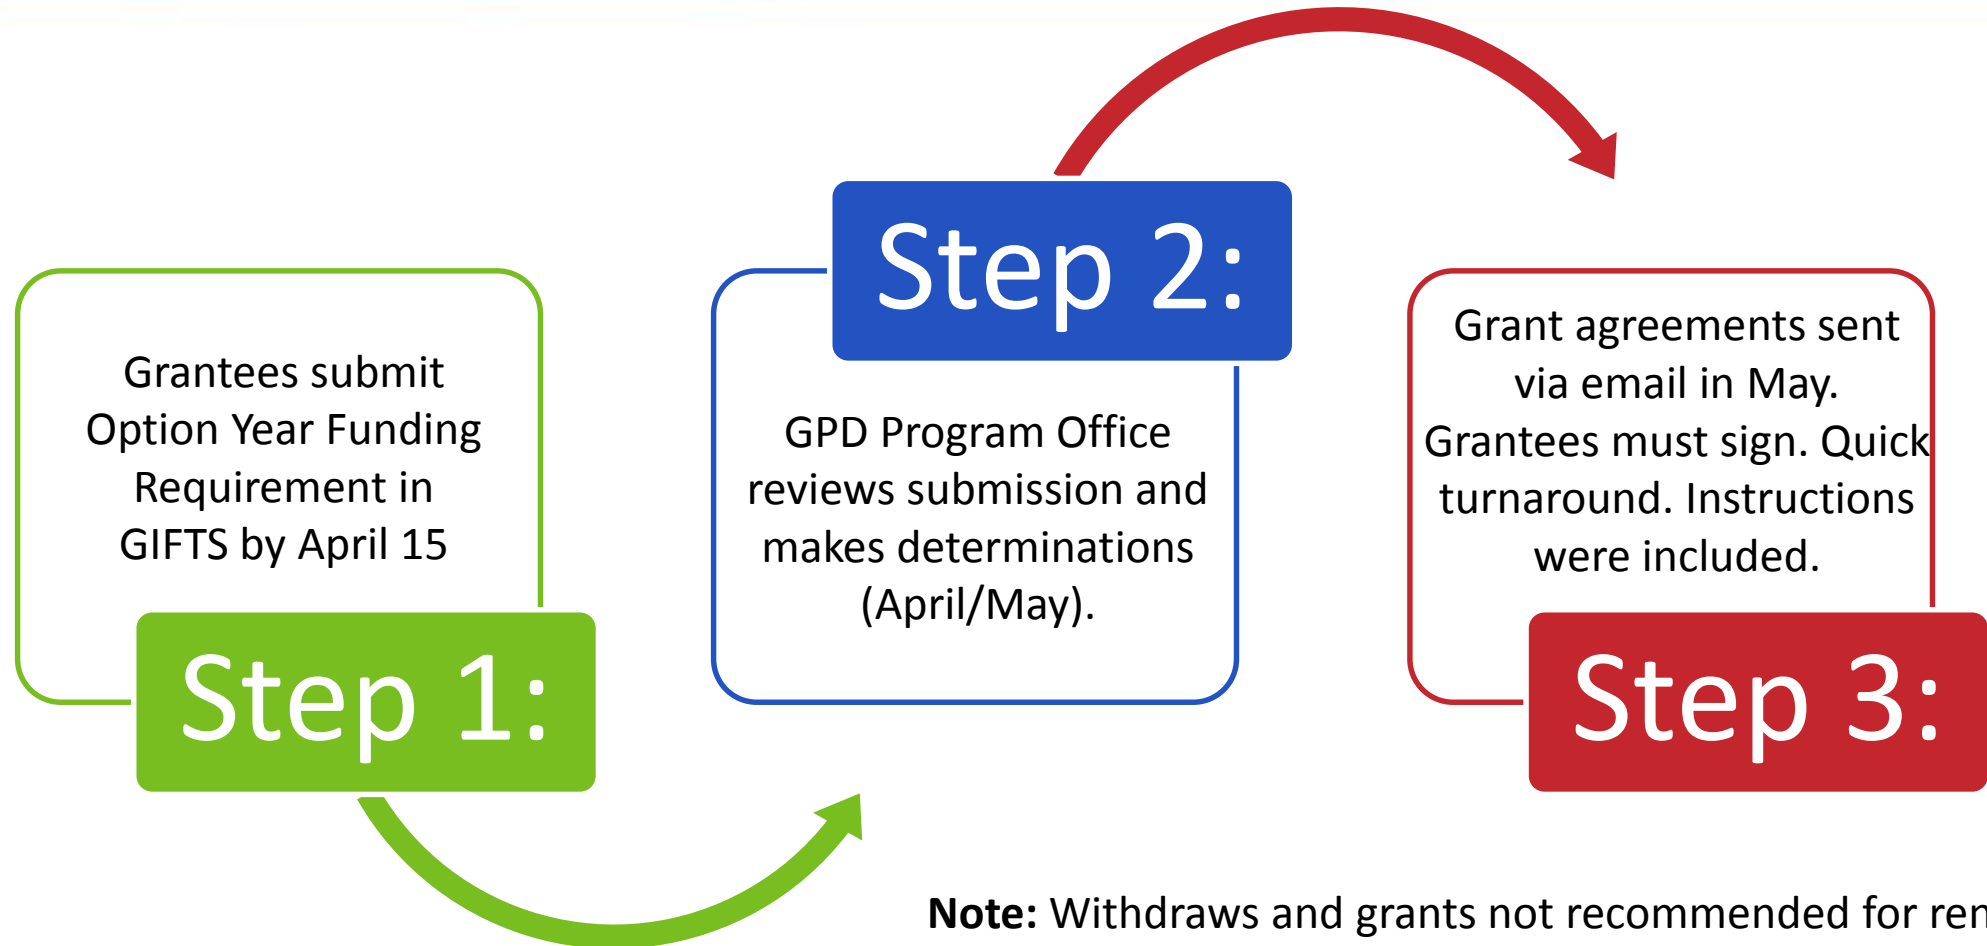 Grantees submit
Option Year Funding
Requirement in
GIFTS by April 15
Step 1:
Step 2:
GPD Program Office
reviews submission and
makes determinations
(April/May).
Grant agreements sent
via email in May.
Grantees must sign. Quick
turnaround. Instructions
were included.
Step 3:
Note: Withdraws and grants not recommended for